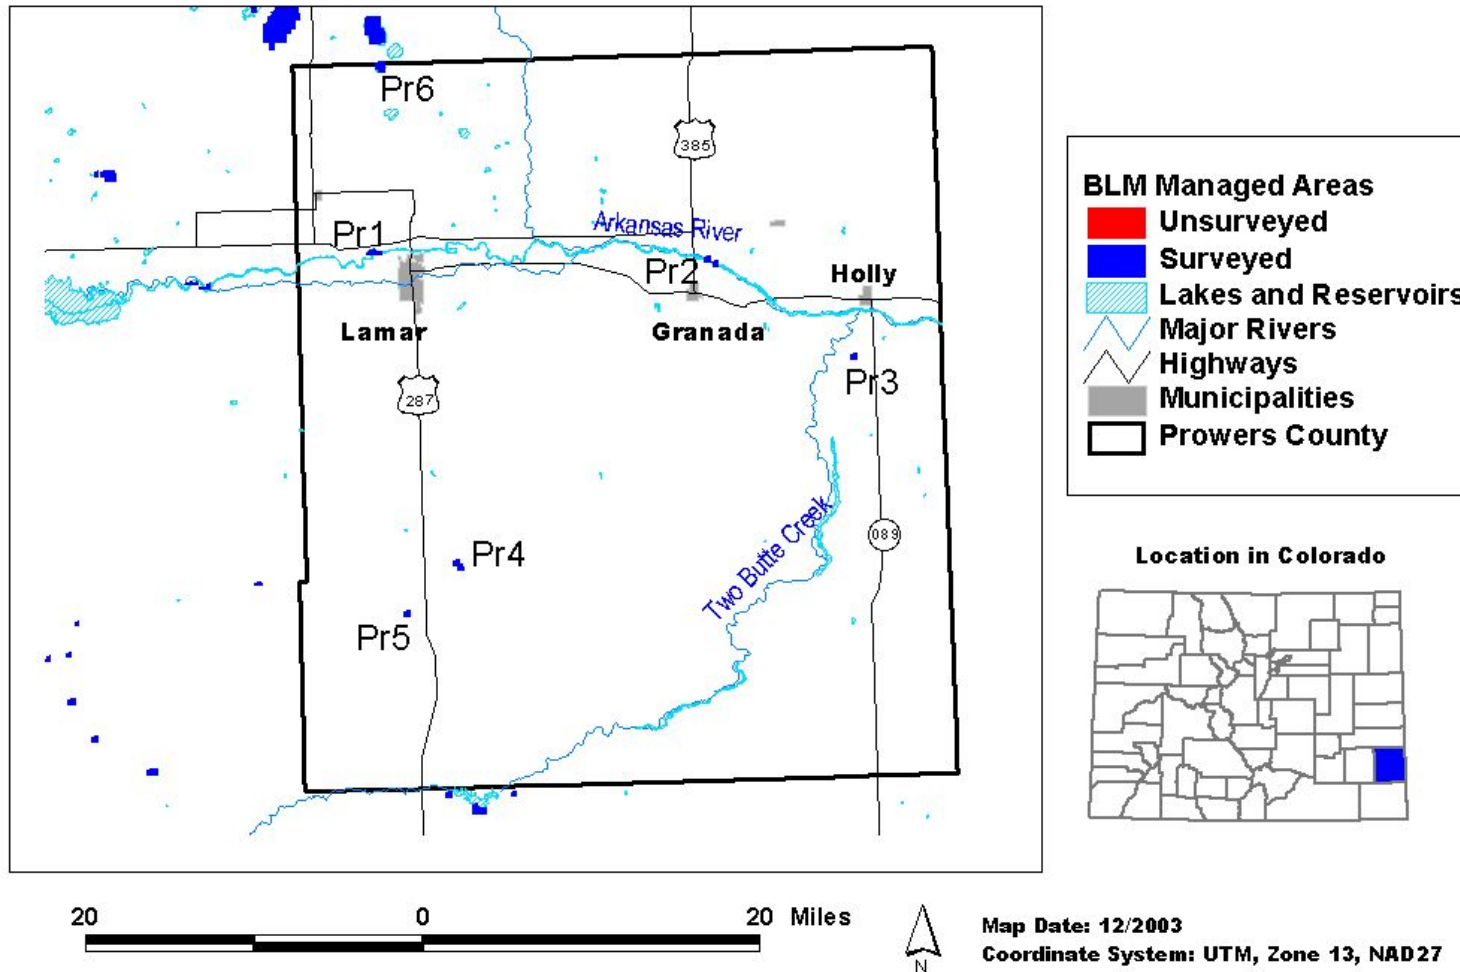 Pr6
385
Arkansas River
Pr1
Pr2
Holly
Lamar
Granada
Pr3
287
089
Pr4
Two Butte Creek
Pr5
BLM Managed Areas
Unsurveyed
Surveyed
Lakes and Reservoirs
Major Rivers
Highways
Municipalities
Prowers County
Location in Colorado
20 0 20 Miles
N
Map Date: 12/2003
Coordinate System: UTM, Zone 13, NAD27